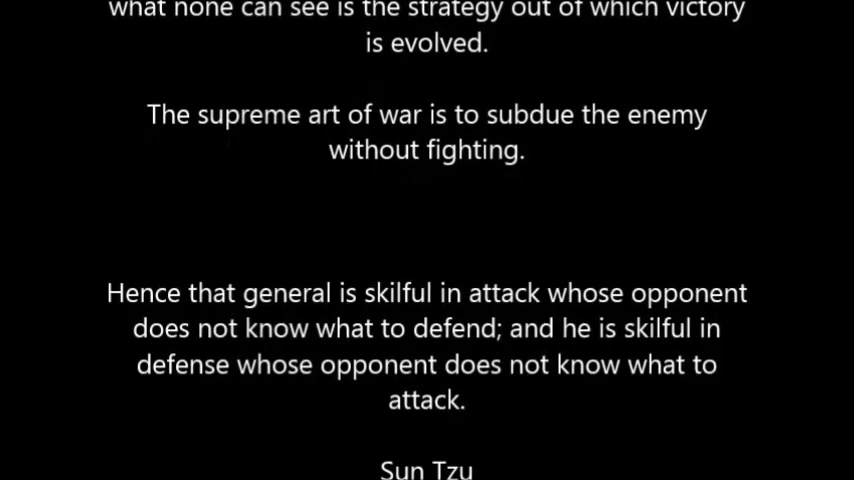 what none can see is the strategy out of which victory
is evolved.
The supreme art of war is to subdue the enemy
without fighting.
Hence that general is skilful in attack whose opponent
does not know what to defend; and he is skilful in
defense whose opponent does not know what to
attack.
Sun Tzu